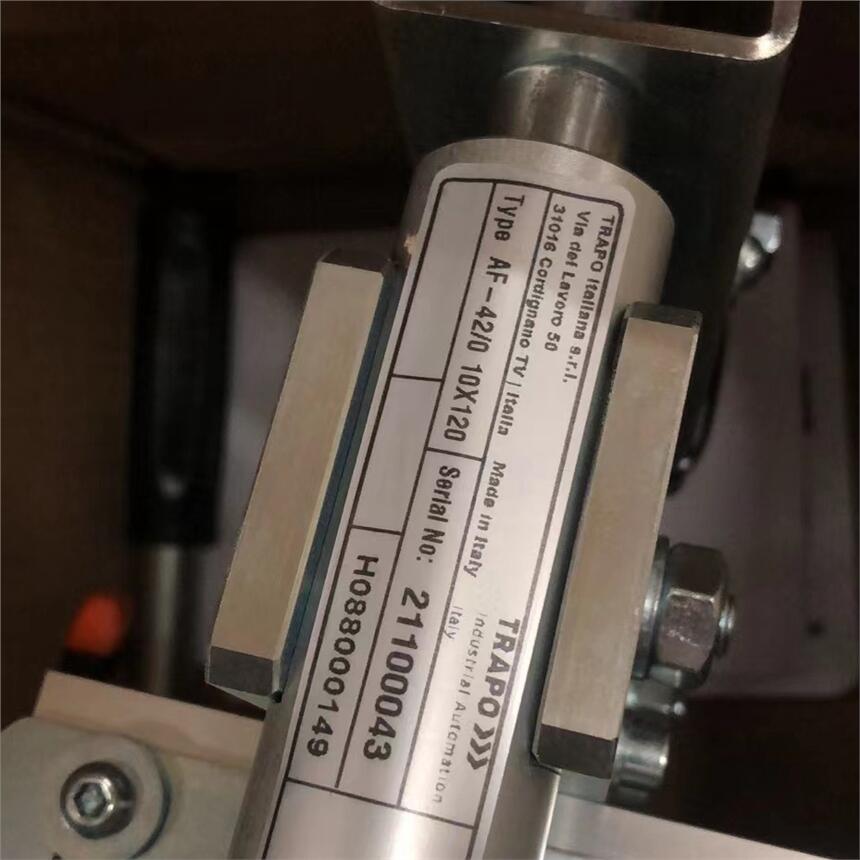 TRAPO Italiana s.r.l.
Via del Lavoro 50
31016 Cordignano TV | Italia
Made in Italy
TRAPO
Industrial Automation
Italy
Type AF-42/0 10X120
Serial No: 21100043
H088000149